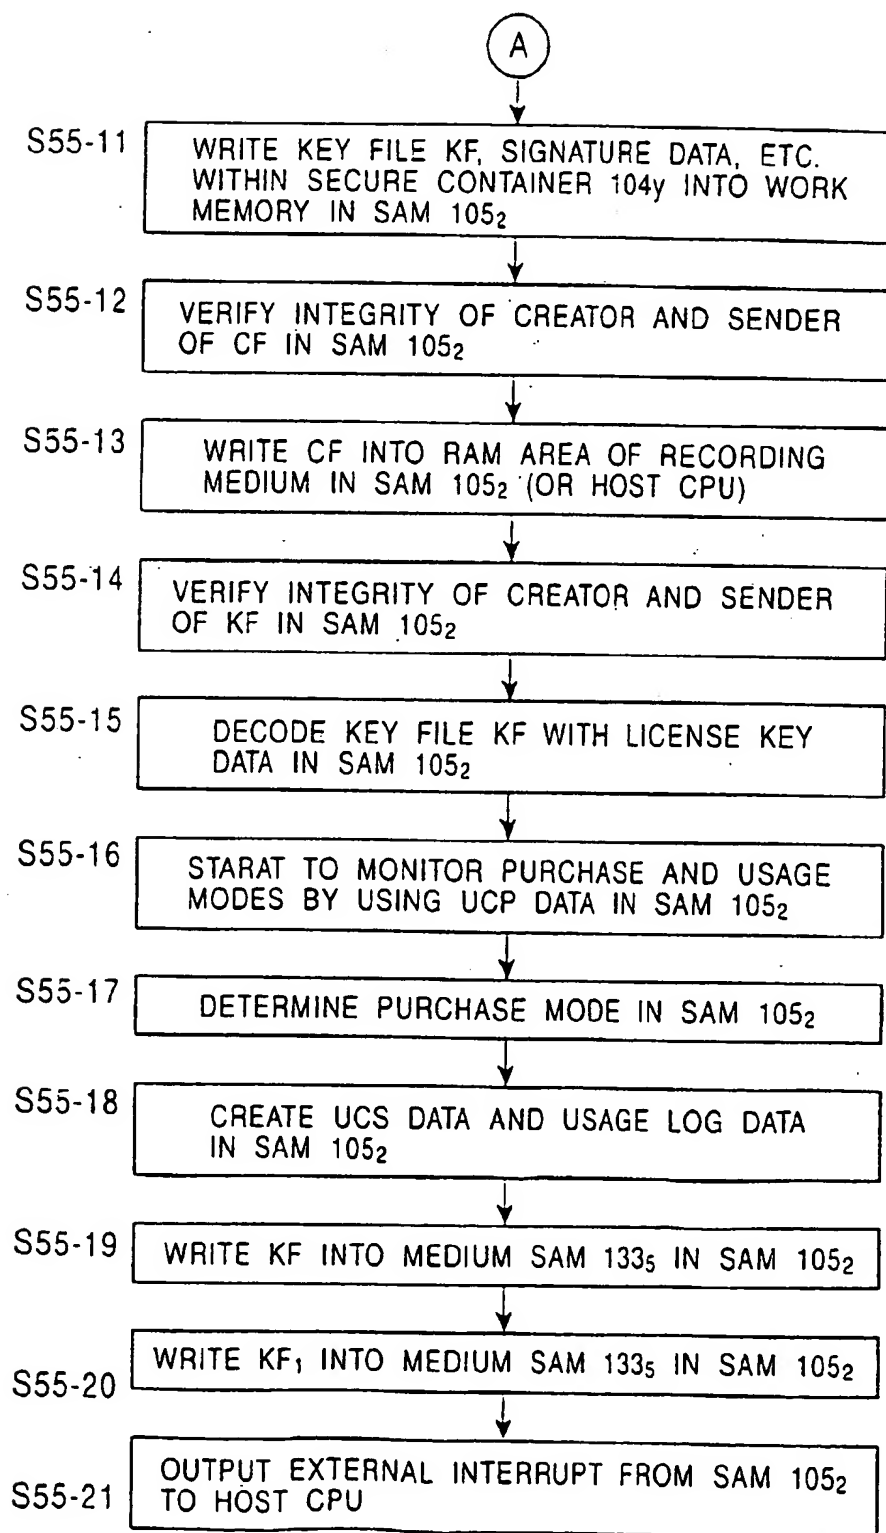 A
S55-11
WRITE KEY FILE KF, SIGNATURE DATA, ETC.
WITHIN SECURE CONTAINER 104y INTO WORK
MEMORY IN SAM 105₂
S55-12
VERIFY INTEGRITY OF CREATOR AND SENDER
OF CF IN SAM 105₂
S55-13
WRITE CF INTO RAM AREA OF RECORDING
MEDIUM IN SAM 105₂ (OR HOST CPU)
S55-14
VERIFY INTEGRITY OF CREATOR AND SENDER
OF KF IN SAM 105₂
S55-15
DECODE KEY FILE KF WITH LICENSE KEY
DATA IN SAM 105₂
S55-16
STARAT TO MONITOR PURCHASE AND USAGE
MODES BY USING UCP DATA IN SAM 105₂
S55-17
DETERMINE PURCHASE MODE IN SAM 105₂
S55-18
CREATE UCS DATA AND USAGE LOG DATA
IN SAM 105₂
S55-19
WRITE KF INTO MEDIUM SAM 133₅ IN SAM 105₂
S55-20
WRITE KF₁ INTO MEDIUM SAM 133₅ IN SAM 105₂
S55-21
OUTPUT EXTERNAL INTERRUPT FROM SAM 105₂
TO HOST CPU